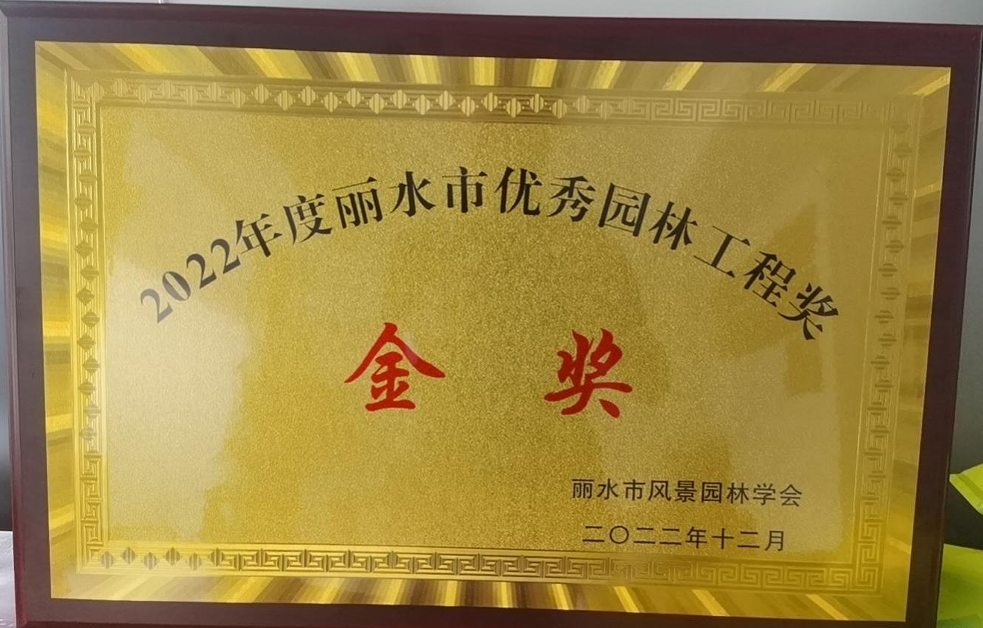 2022年度丽水市优秀园林工程奖
金奖
丽水市风景园林学会
二〇二二年十二月